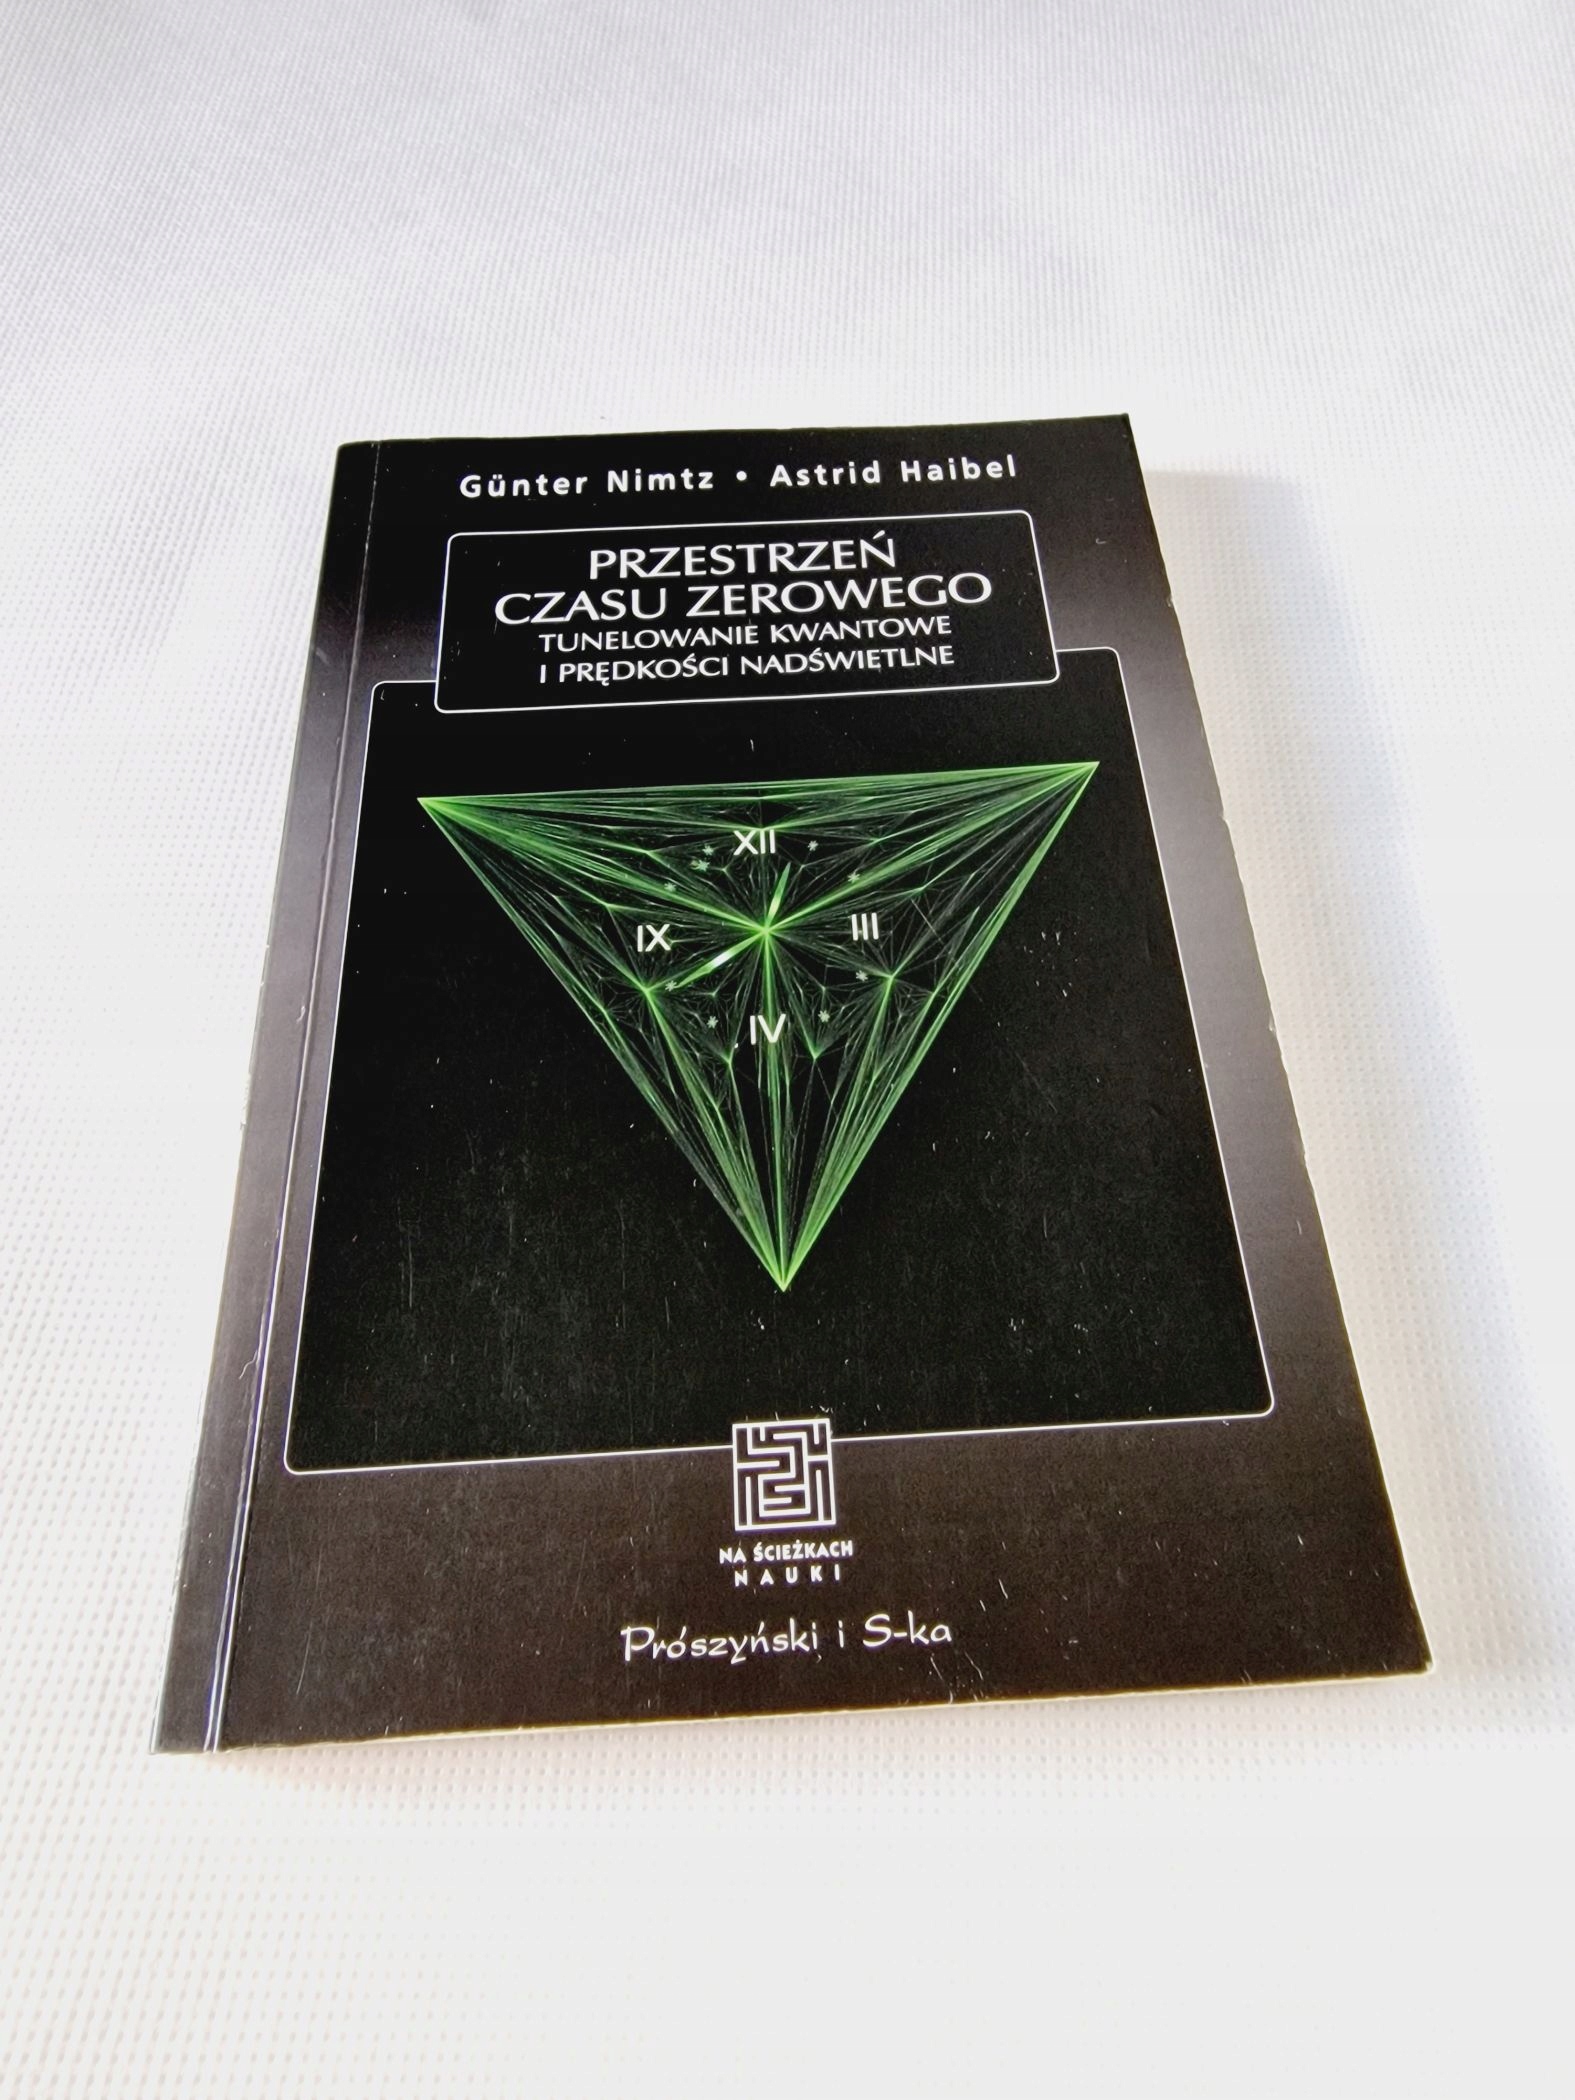 Günter Nimtz • Astrid Haibel
PRZESTRZEŃ
CZASU ZEROWEGO
TUNELOWANIE KWANTOWE
I PRĘDKOŚCI NADŚWIETLNE
XII
IX III
IV
NA ŚCIEŻKACH
NAUKI
Prószyński i S-ka